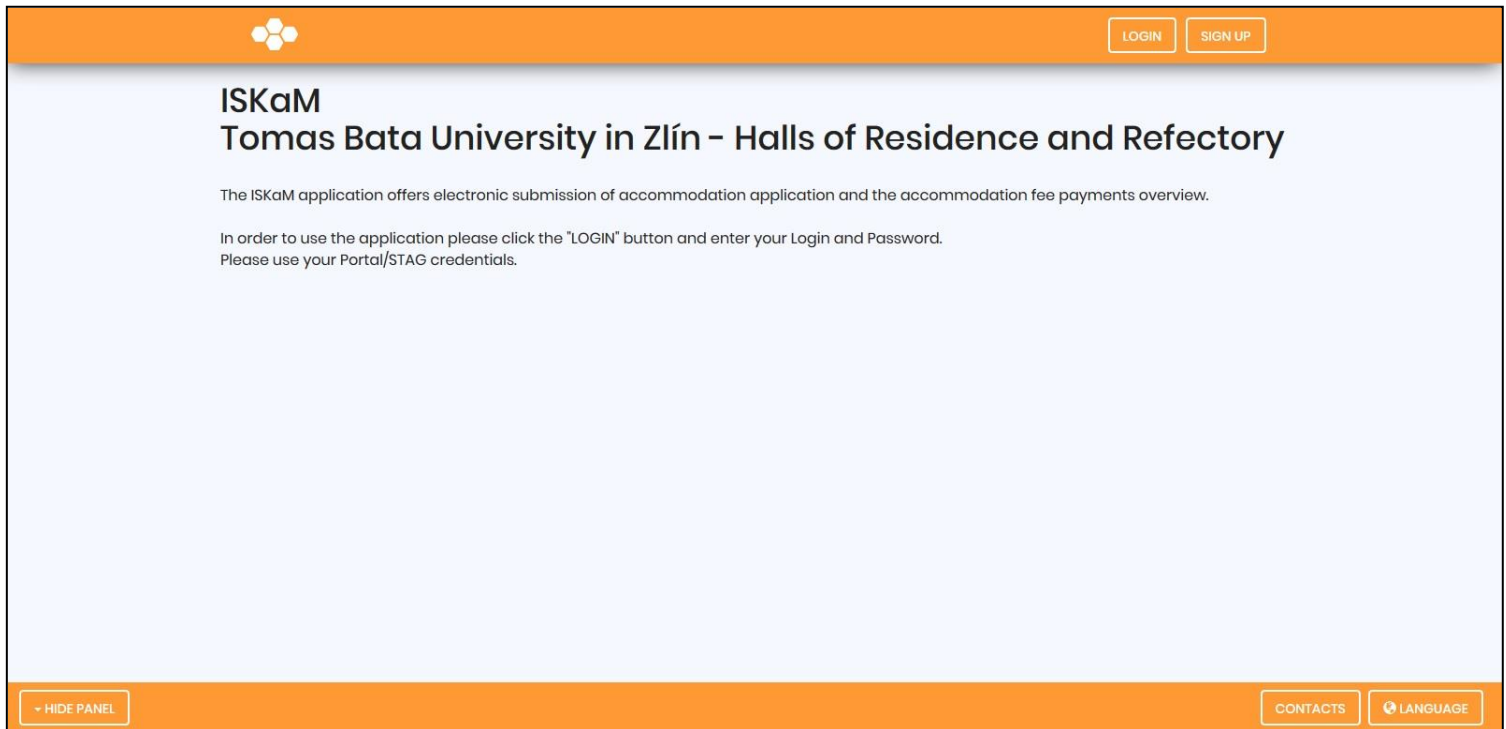 LOGIN SIGN UP
ISKaM
Tomas Bata University in Zlín - Halls of Residence and Refectory
The ISKaM application offers electronic submission of accommodation application and the accommodation fee payments overview.
In order to use the application please click the "LOGIN" button and enter your Login and Password.
Please use your Portal/STAG credentials.
HIDE PANEL CONTACTS LANGUAGE